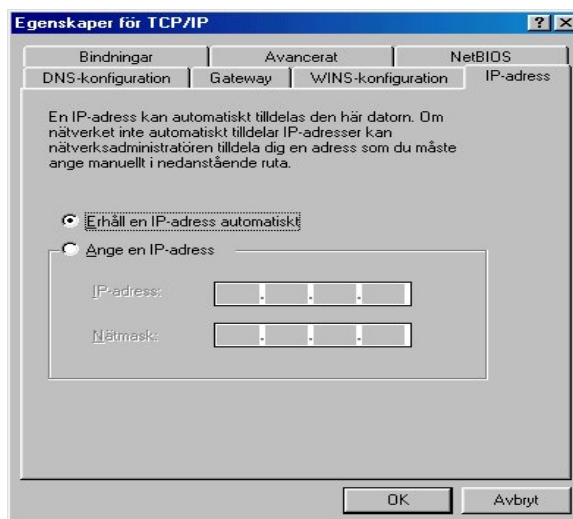 Egenskaper för TCP/IP
Bindningar Avancerat NetBIOS
DNS-konfiguration Gateway WINS-konfiguration IP-adress
En IP-adress kan automatiskt tilldelas den här datorn. Om
nätverket inte automatiskt tilldelar IP-adresser kan
nätverksadministratören tilldela dig en adress som du måste
ange manuellt i nedanstående ruta.
Erhåll en IP-adress automatiskt
Ange en IP-adress
IP-adress:
Nätmask:
OK Avbryt